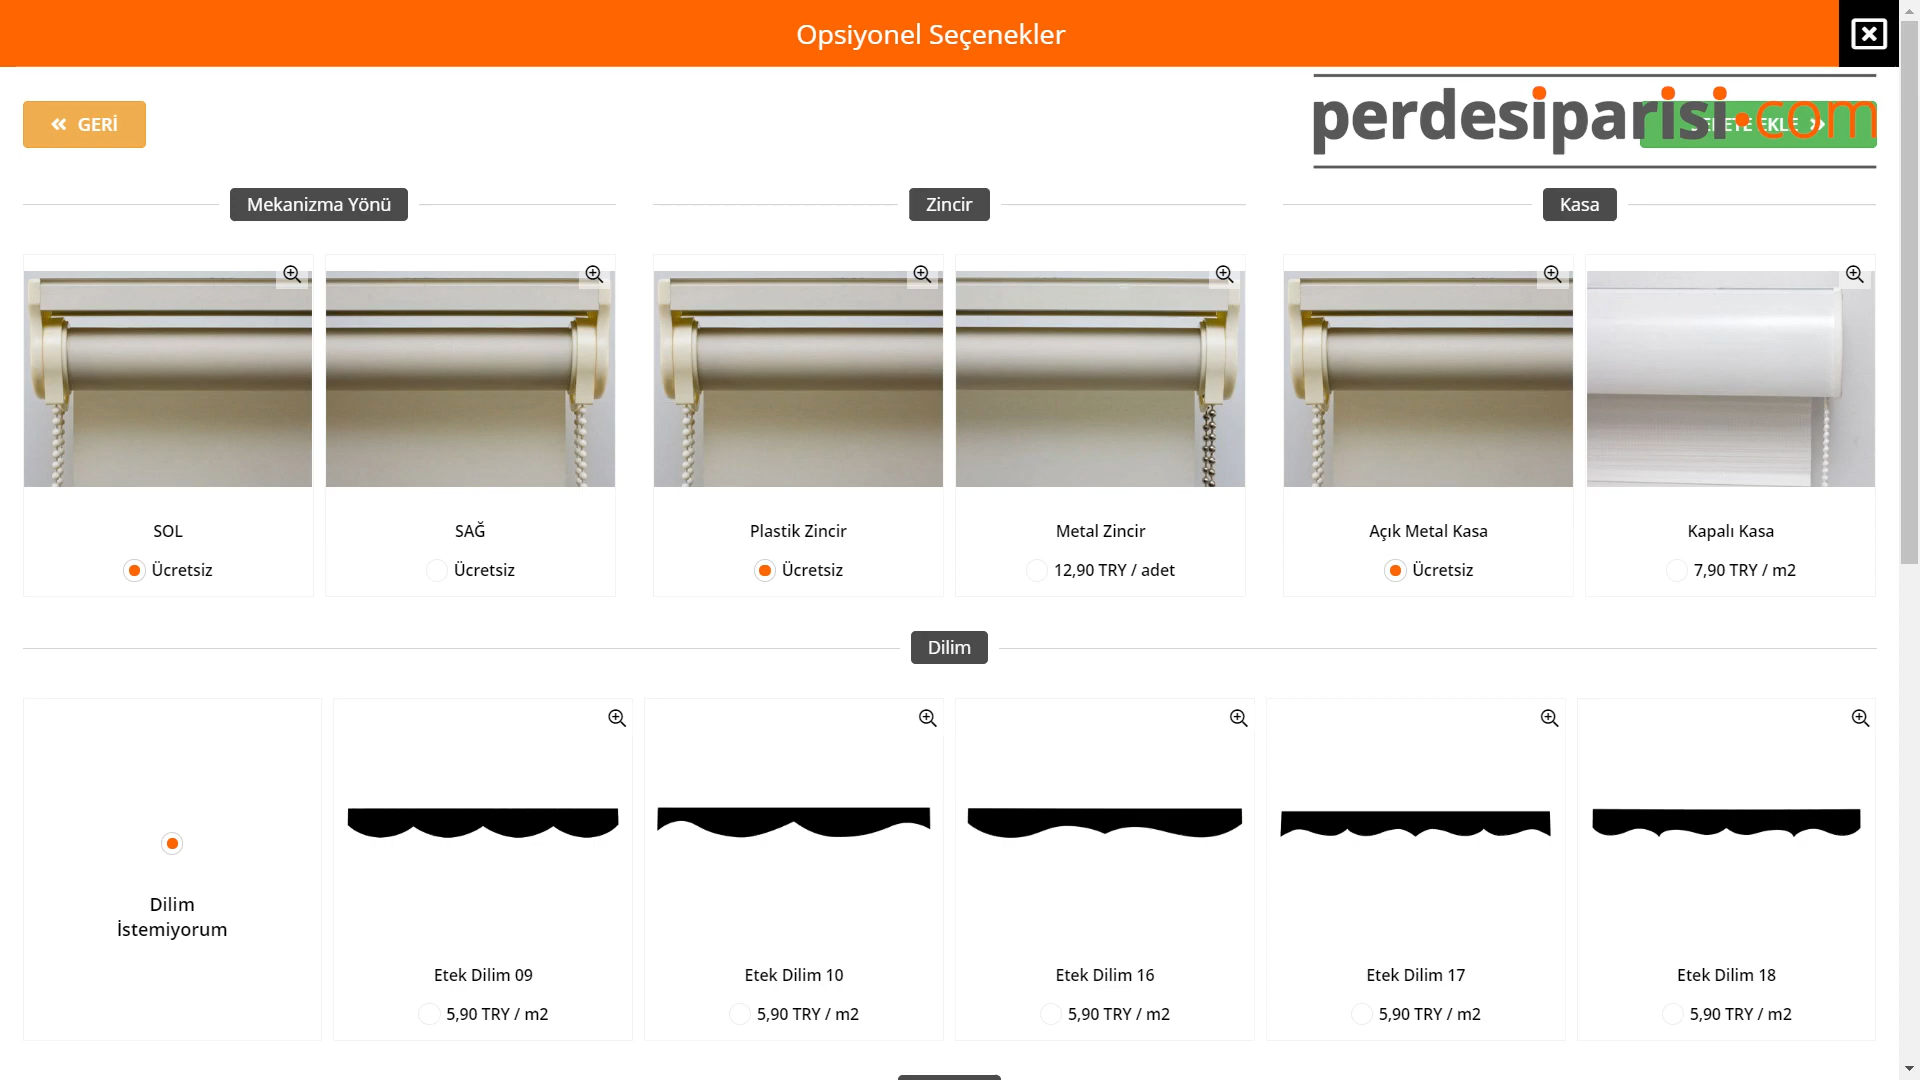 Opsiyonel Seçenekler
GERİ
perdesiparisi.com
EKLE
Mekanizma Yönü
Zincir
Kasa
SOL
SAĞ
Plastik Zincir
Metal Zincir
Açık Metal Kasa
Kapalı Kasa
Ücretsiz
Ücretsiz
Ücretsiz
12,90 TRY / adet
Ücretsiz
7,90 TRY / m2
Dilim
Dilim
İstemiyorum
Etek Dilim 09
Etek Dilim 10
Etek Dilim 16
Etek Dilim 17
Etek Dilim 18
5,90 TRY / m2
5,90 TRY / m2
5,90 TRY / m2
5,90 TRY / m2
5,90 TRY / m2